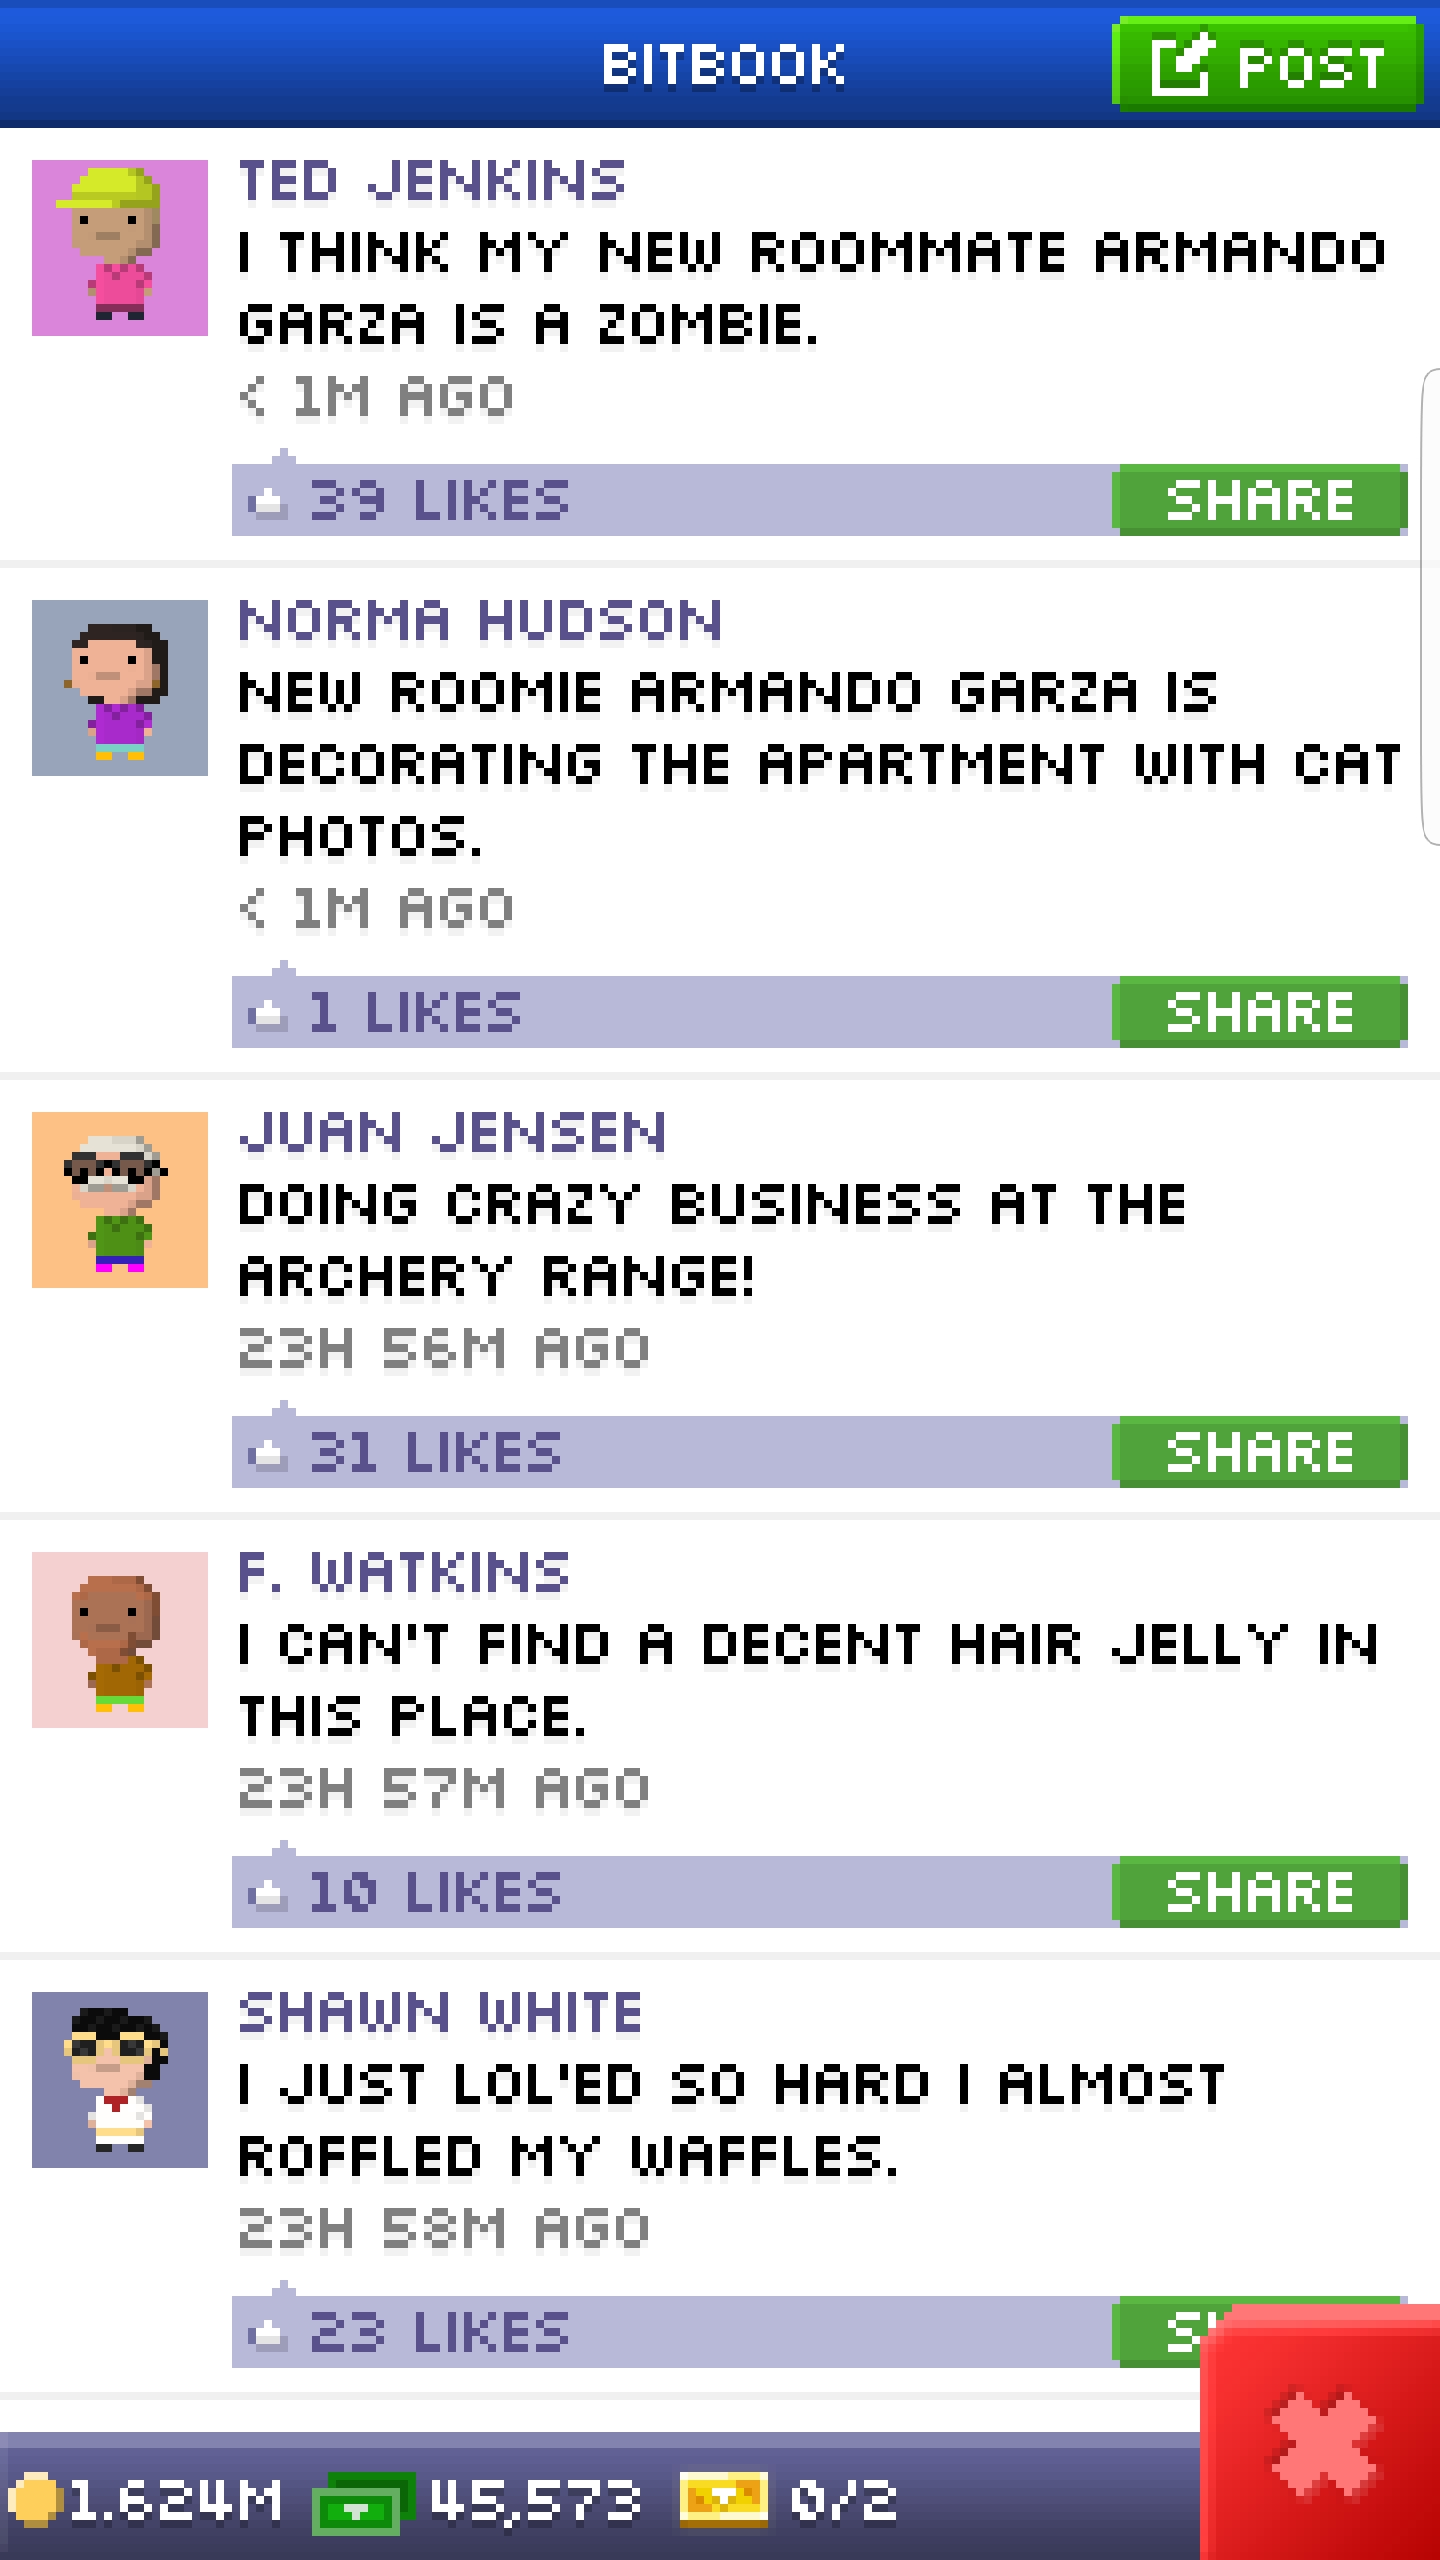 BITBOOK
POST
TED JENKINS
I THINK MY NEW ROOMMATE ARMANDO
GARZA IS A ZOMBIE.
< 1M AGO
39 LIKES
SHARE
NORMA HUDSON
NEW ROOMIE ARMANDO GARZA IS
DECORATING THE APARTMENT WITH CAT
PHOTOS.
< 1M AGO
1 LIKES
SHARE
JUAN JENSEN
DOING CRAZY BUSINESS AT THE
ARCHERY RANGE!
23H 56M AGO
31 LIKES
SHARE
F. WATKINS
I CAN'T FIND A DECENT HAIR JELLY IN
THIS PLACE.
23H 57M AGO
10 LIKES
SHARE
SHAWN WHITE
I JUST LOL'ED SO HARD I ALMOST
ROFFLED MY WAFFLES.
23H 58M AGO
23 LIKES
1.624M 45,573 0/2